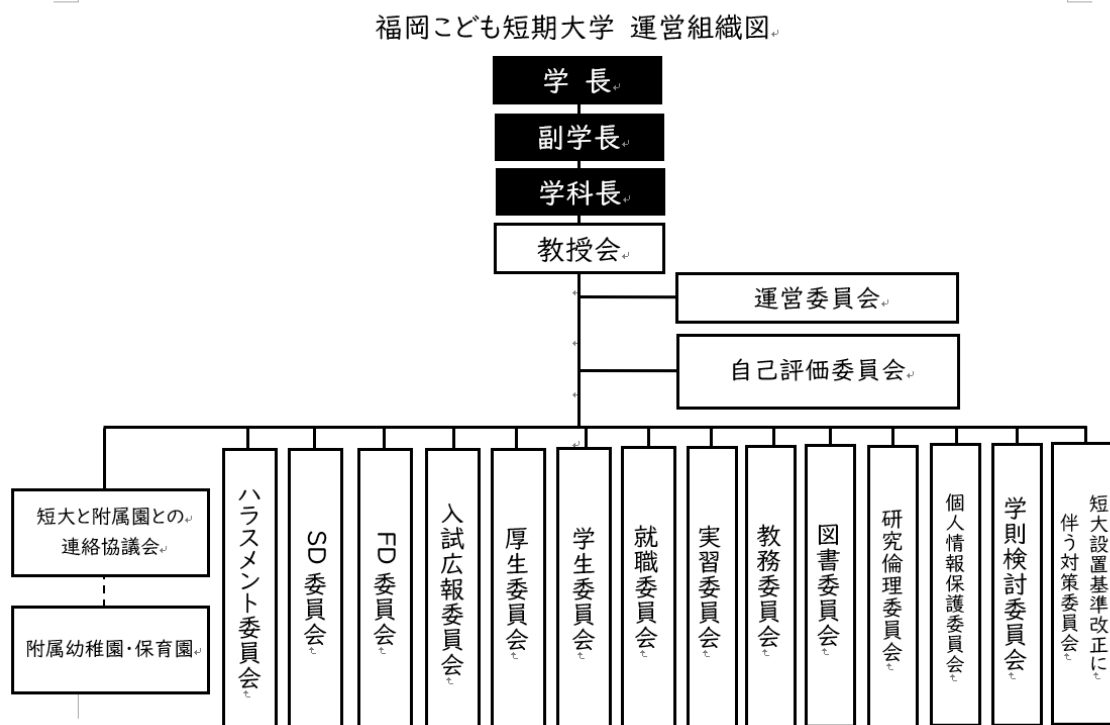 福岡こども短期大学 運営組織図
学 長
副学長
学科長
教授会
運営委員会
自己評価委員会
短大と附属園との
連絡協議会
附属幼稚園・保育園
ハラスメント委員会
SD委員会
FD委員会
入試広報委員会
厚生委員会
学生委員会
就職委員会
実習委員会
教務委員会
図書委員会
研究倫理委員会
個人情報保護委員会
学則検討委員会
短大設置基準改正に
伴う対策委員会